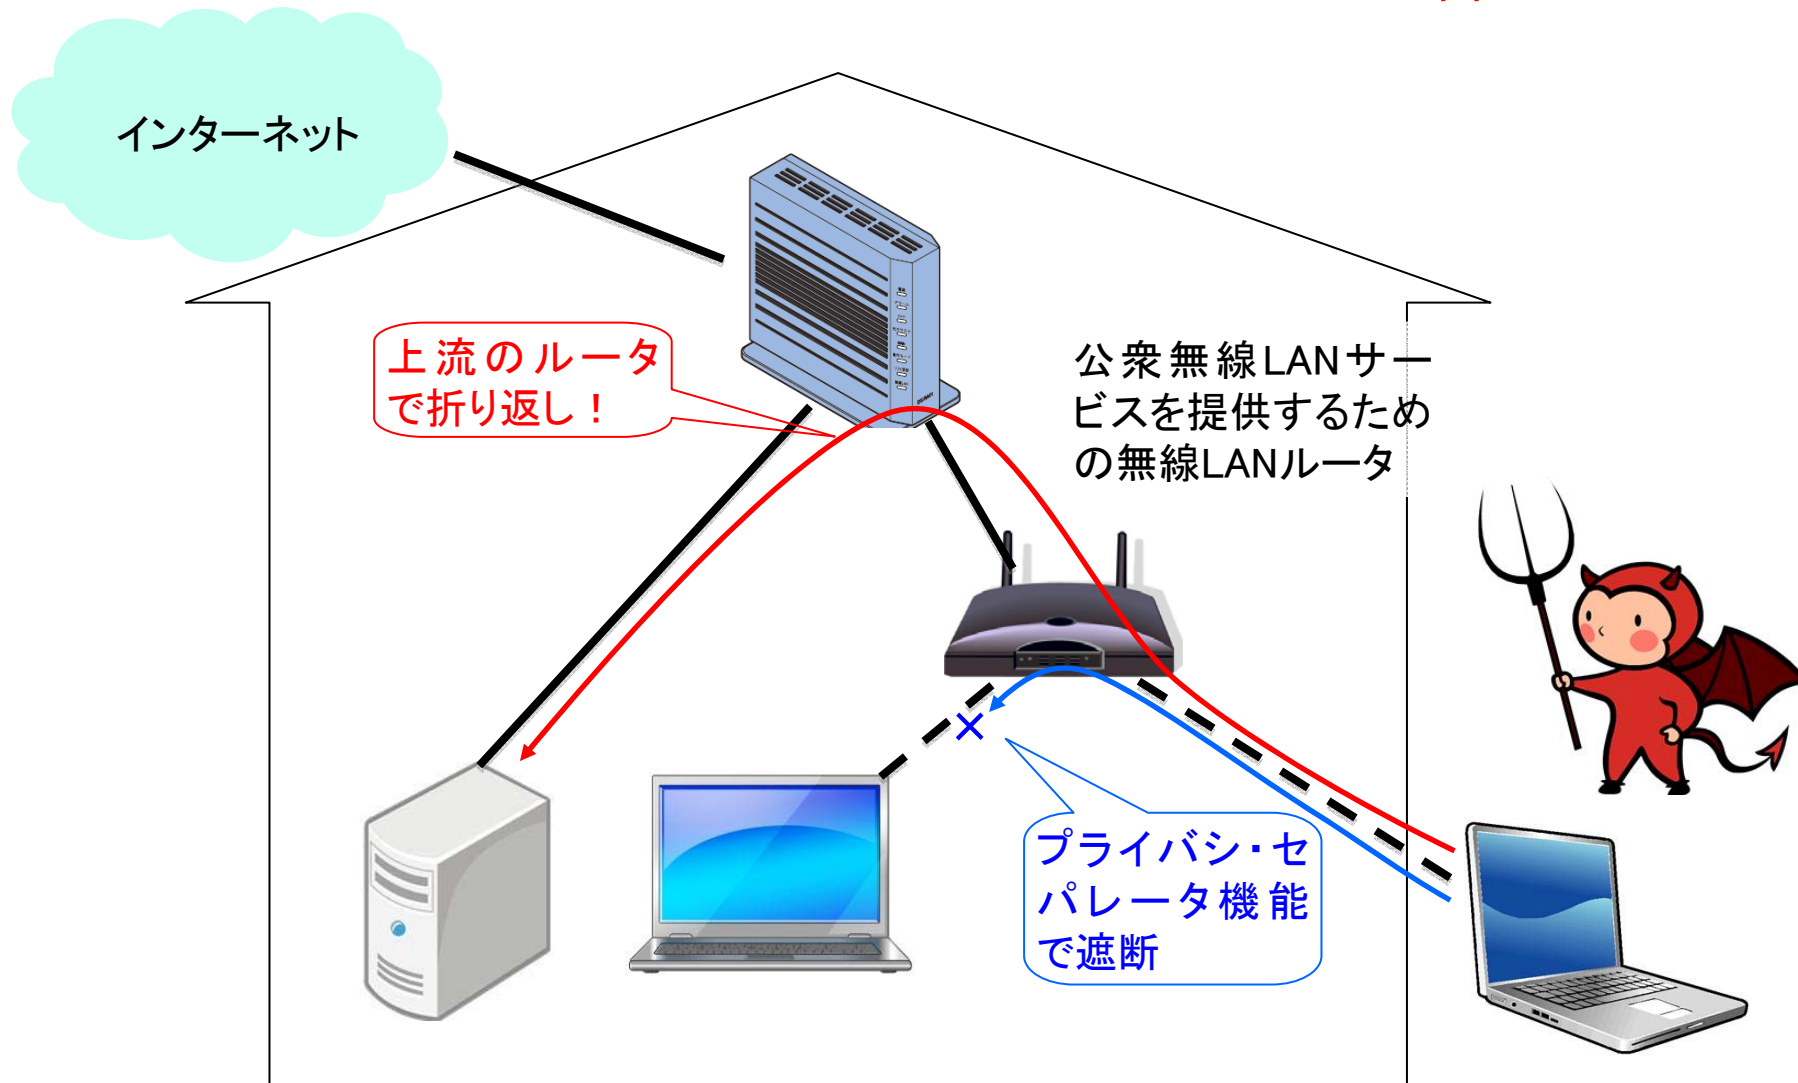 インターネット
上流のルータ
で折り返し！
公衆無線LANサー
ビスを提供するため
の無線LANルータ
プライバシ・セ
パレータ機能
で遮断